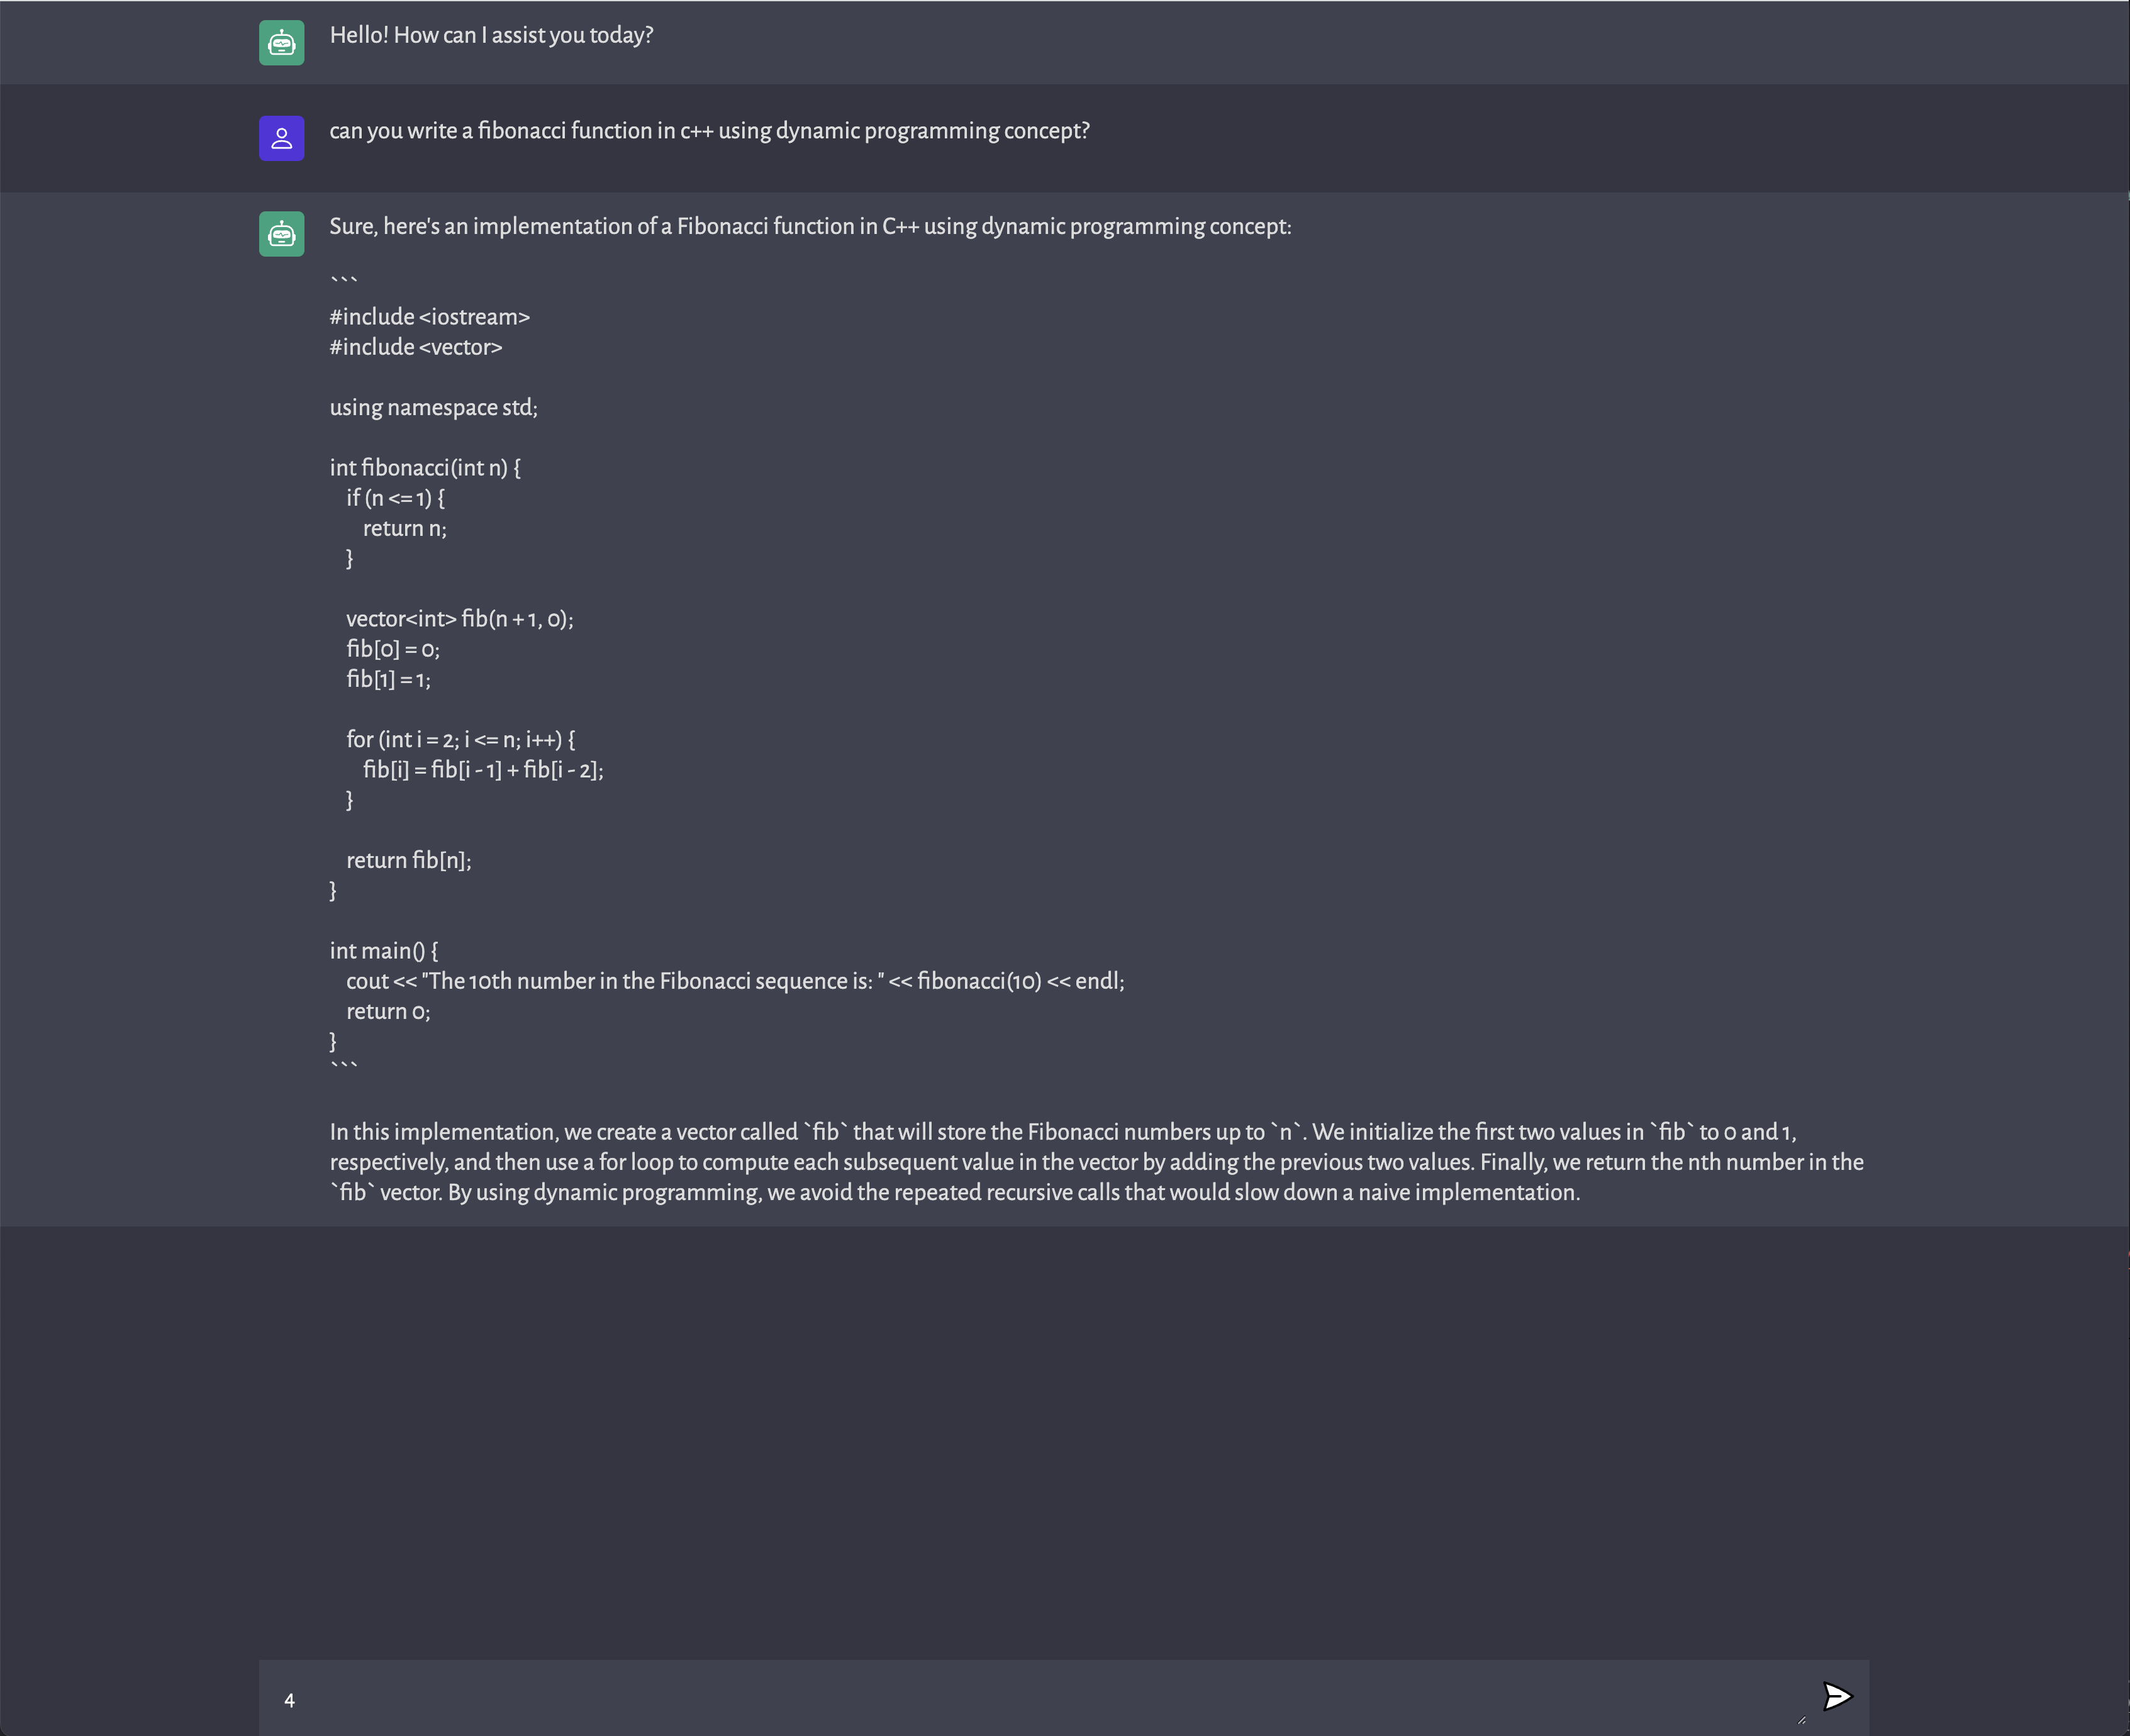 Hello! How can I assist you today?
can you write a fibonacci function in c++ using dynamic programming concept?
Sure, here's an implementation of a Fibonacci function in C++ using dynamic programming concept:
```
#include <iostream>
#include <vector>
using namespace std;
int fibonacci(int n) {
if (n <= 1) {
return n;
}
vector<int> fib(n + 1, 0);
fib[0] = 0;
fib[1] = 1;
for (int i = 2; i <= n; i++) {
fib[i] = fib[i - 1] + fib[i - 2];
}
return fib[n];
}
int main() {
cout << "The 10th number in the Fibonacci sequence is: " << fibonacci(10) << endl;
return 0;
}
```
In this implementation, we create a vector called `fib` that will store the Fibonacci numbers up to `n`. We initialize the first two values in `fib` to 0 and 1,
respectively, and then use a for loop to compute each subsequent value in the vector by adding the previous two values. Finally, we return the nth number in the
`fib` vector. By using dynamic programming, we avoid the repeated recursive calls that would slow down a naive implementation.
4